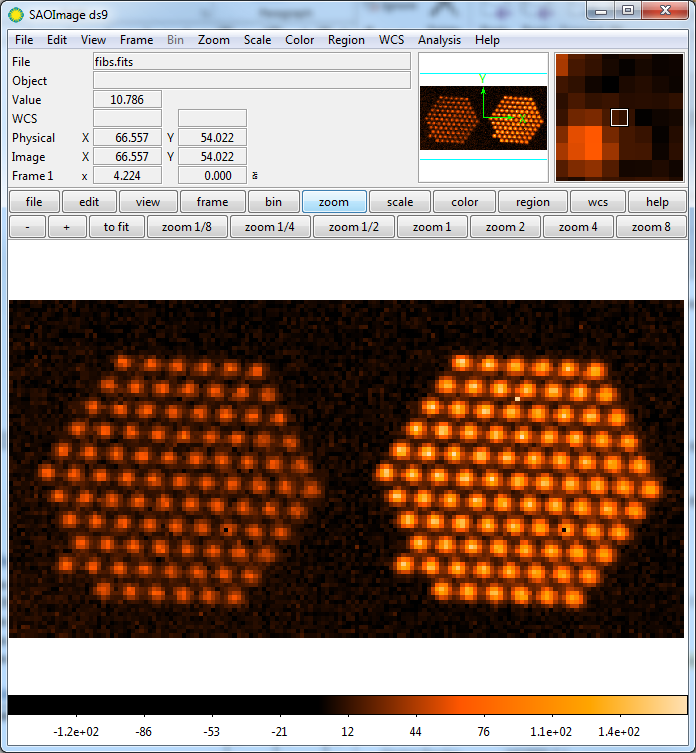 SAOImage ds9
File Edit View Frame Bin Zoom Scale Color Region WCS Analysis Help
File fibs.fits
Object
Value 10.786
WCS
Physical X 66.557 Y 54.022
Image X 66.557 Y 54.022
Frame 1 x 4.224 0.000
Y
X
file edit view frame bin zoom scale color region wcs help
- + to fit zoom 1/8 zoom 1/4 zoom 1/2 zoom 1 zoom 2 zoom 4 zoom 8
-1.2e+02 -86 -53 -21 12 44 76 1.1e+02 1.4e+02